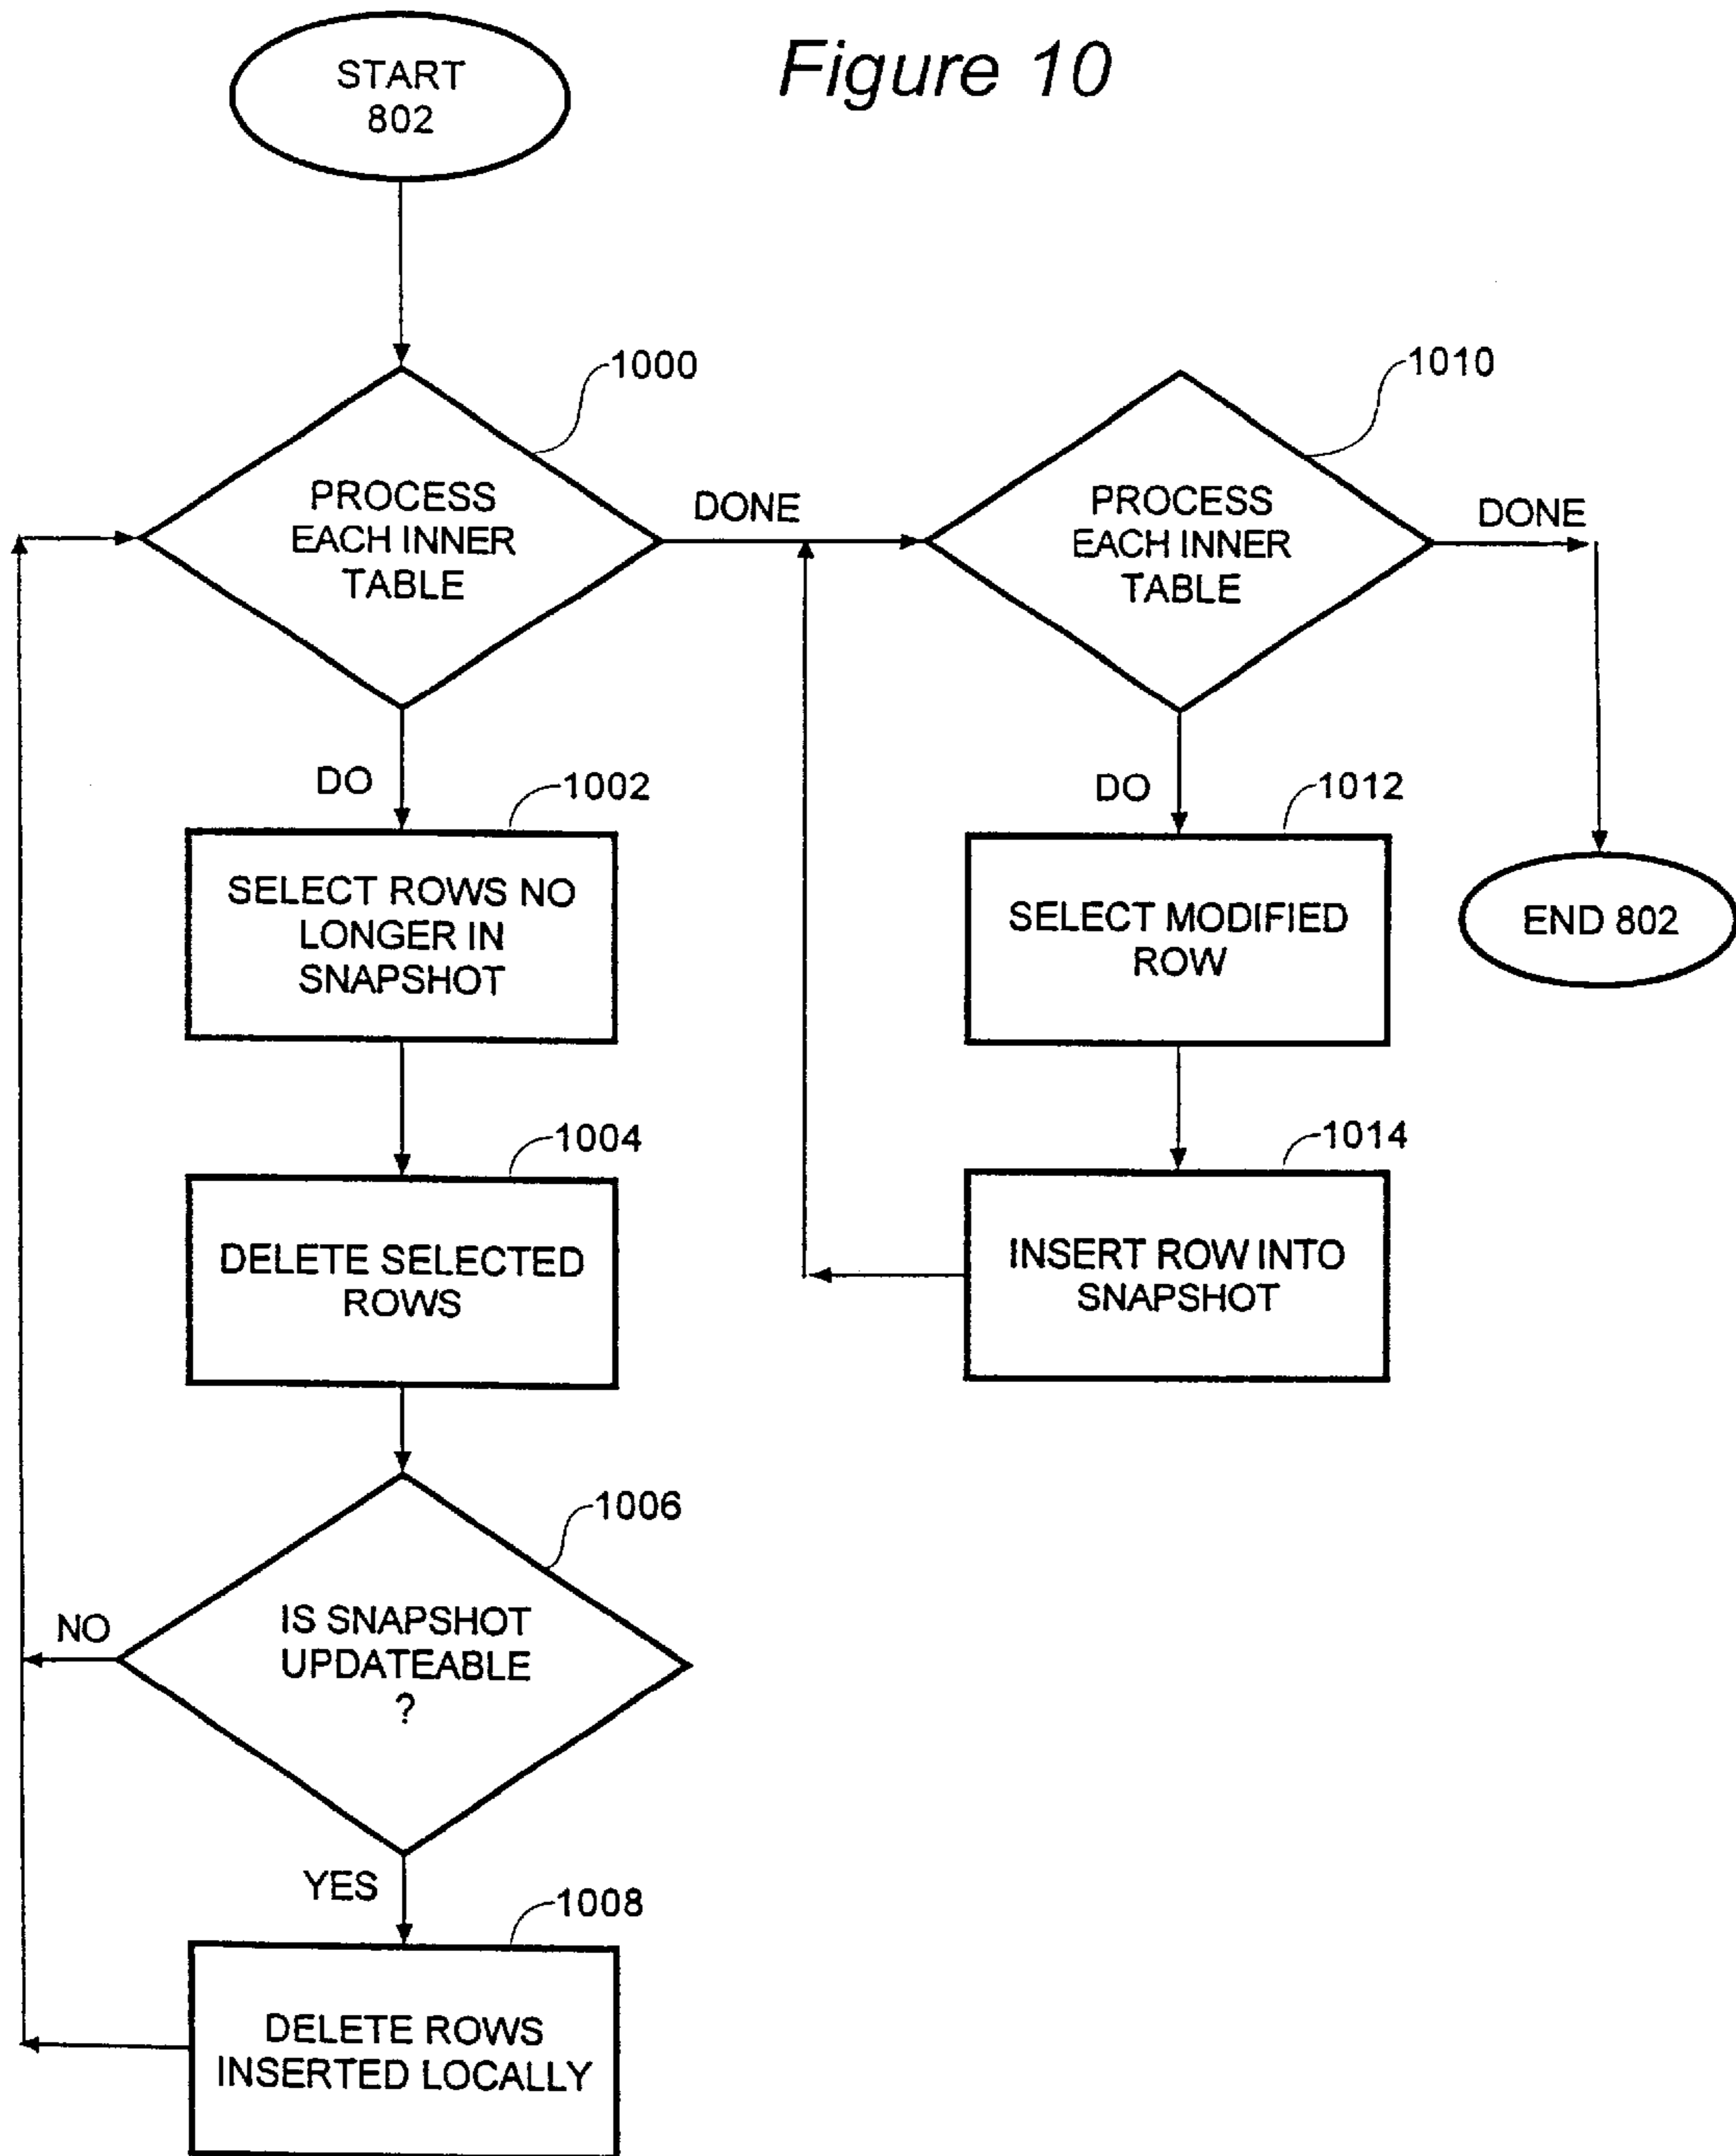 Figure 10
START
802
1000
PROCESS
EACH INNER
TABLE
DONE
1010
PROCESS
EACH INNER
TABLE
DONE
DO
1002
SELECT ROWS NO
LONGER IN
SNAPSHOT
DO
1012
SELECT MODIFIED
ROW
END 802
1004
DELETE SELECTED
ROWS
1014
INSERT ROW INTO
SNAPSHOT
1006
IS SNAPSHOT
UPDATEABLE
?
NO
YES
1008
DELETE ROWS
INSERTED LOCALLY